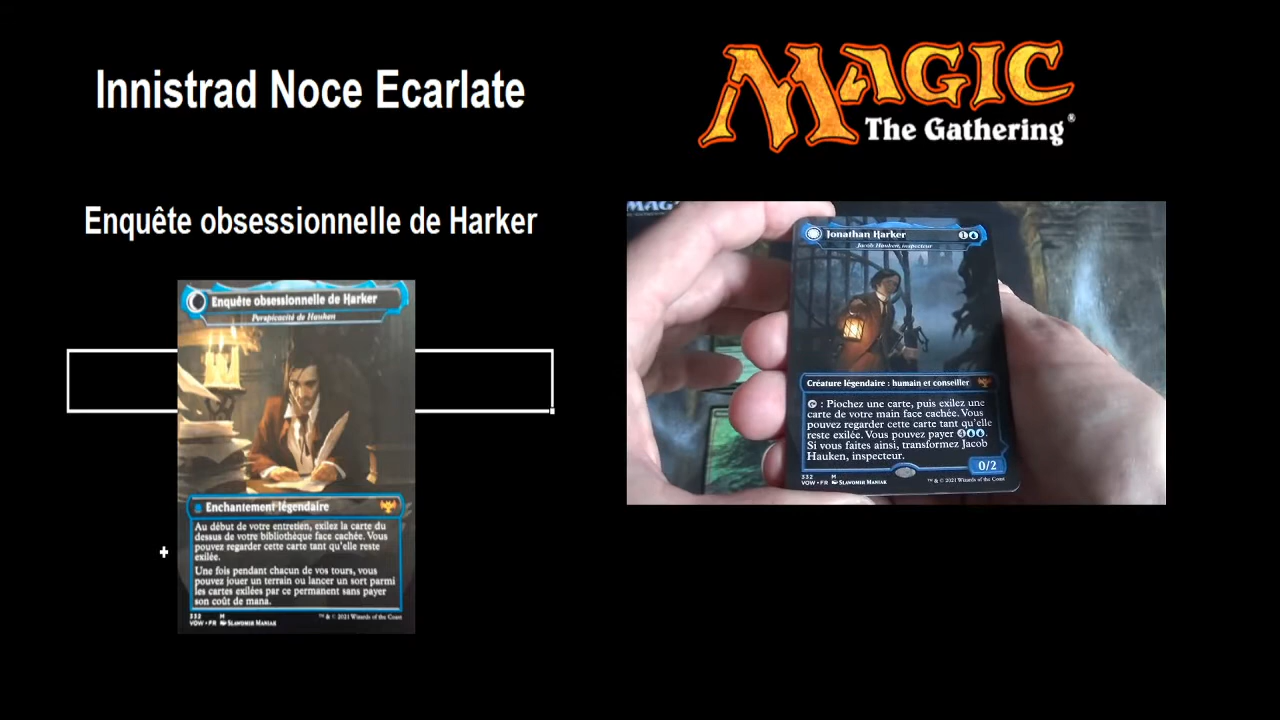 Innistrad Noce Ecarlate
MAGIC
The Gathering®
Enquête obsessionnelle de Harker
Enquête obsessionnelle de Harker
Perspicacité de Hauken
Enchantement légendaire
Au début de votre entretien, exilez la carte du
dessus de votre bibliothèque face cachée. Vous
pouvez regarder cette carte tant qu'elle reste
exilée.
Une fois pendant chacun de vos tours, vous
pouvez jouer un terrain ou lancer un sort parmi
les cartes exilées par ce permanent sans payer
son coût de mana.
332 M
VOW • FR SLAWOMIR MANIAK
™ & © 2021 Wizards of the Coast
MAGIC
Jonathan Harker
1
Jacob Hauken, inspecteur
Créature légendaire : humain et conseiller
: Piochez une carte, puis exilez une
carte de votre main face cachée. Vous
pouvez regarder cette carte tant qu'elle
reste exilée. Vous pouvez payer 4.
Si vous faites ainsi, transformez Jacob
Hauken, inspecteur.
0/2
332 M
VOW • FR SLAWOMIR MANIAK
™ & © 2021 Wizards of the Coast